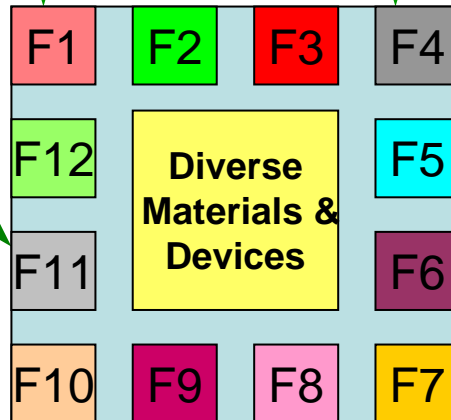 F1 F2 F3 F4
F12 Diverse F5
Materials &
Devices
F11 F6
F10 F9 F8 F7